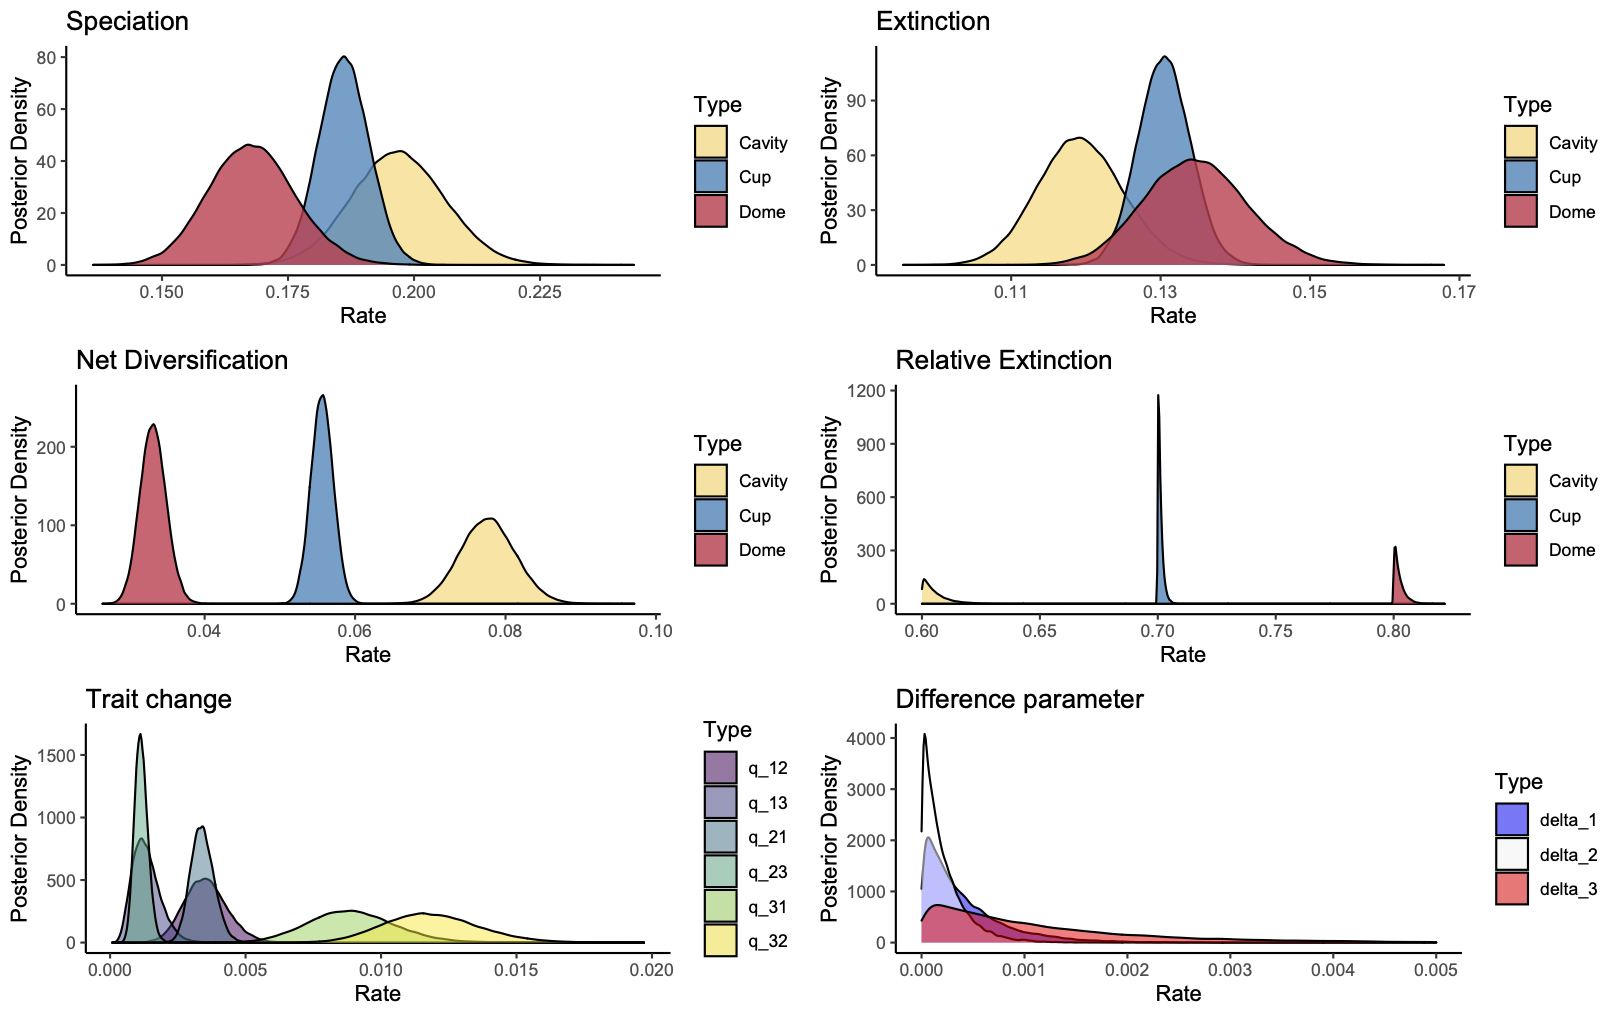 Speciation
Posterior Density
80
60
40
20
0
0.150 0.175 0.200 0.225
Rate
Type
Cavity
Cup
Dome
Extinction
Posterior Density
90
60
30
0
0.11 0.13 0.15 0.17
Rate
Type
Cavity
Cup
Dome
Net Diversification
Posterior Density
200
100
0
0.04 0.06 0.08 0.10
Rate
Type
Cavity
Cup
Dome
Relative Extinction
Posterior Density
1200
900
600
300
0
0.60 0.65 0.70 0.75 0.80
Rate
Type
Cavity
Cup
Dome
Trait change
Posterior Density
1500
1000
500
0
0.000 0.005 0.010 0.015 0.020
Rate
Type
q_12
q_13
q_21
q_23
q_31
q_32
Difference parameter
Posterior Density
4000
3000
2000
1000
0
0.000 0.001 0.002 0.003 0.004 0.005
Rate
Type
delta_1
delta_2
delta_3